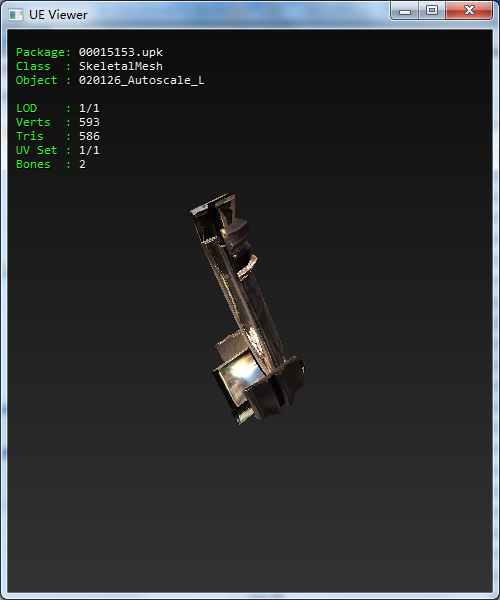 UE Viewer
Package: 00015153.upk
Class : SkeletalMesh
Object : 020126_Autoscale_L
LOD : 1/1
Verts : 593
Tris : 586
UV Set : 1/1
Bones : 2